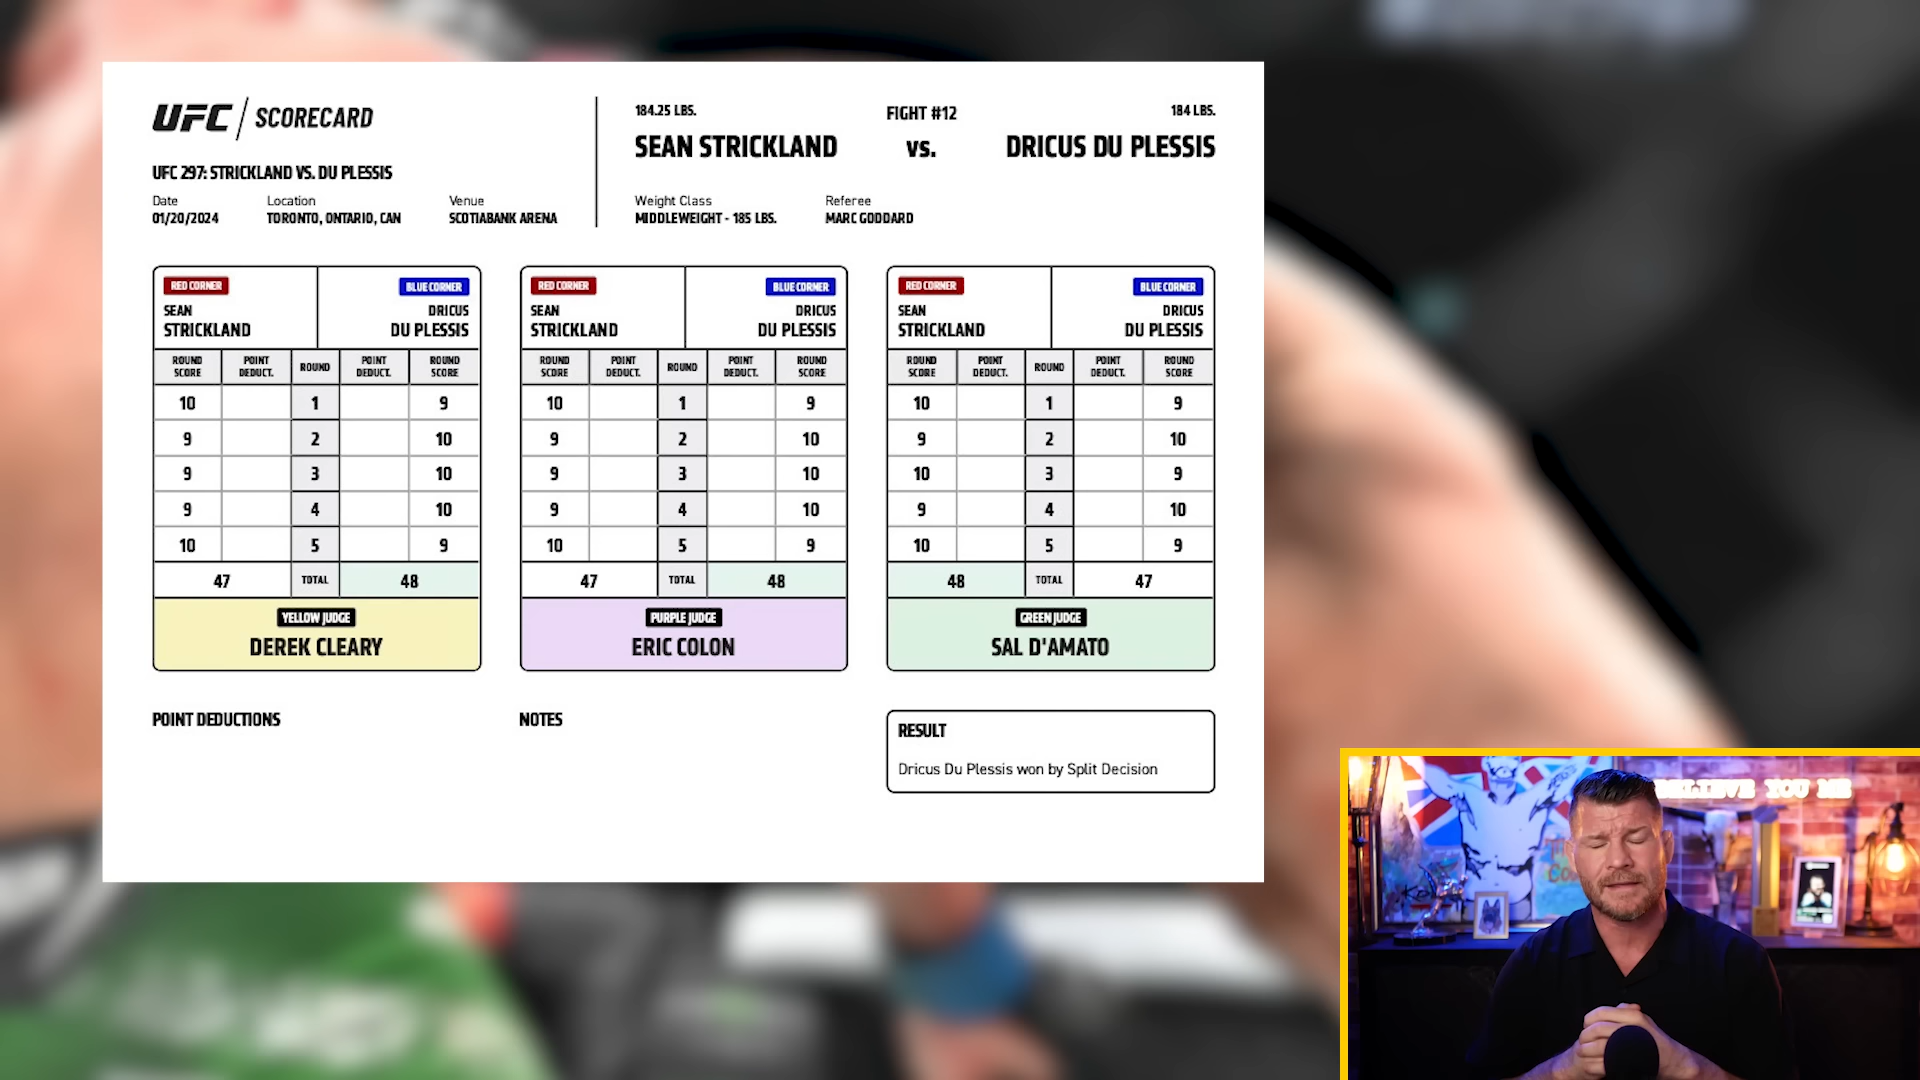 UFC / SCORECARD
UFC 297: STRICKLAND VS. DU PLESSIS
Date Location Venue
01/20/2024 TORONTO, ONTARIO, CAN SCOTIABANK ARENA
184.25 LBS. FIGHT #12 184 LBS.
SEAN STRICKLAND VS. DRICUS DU PLESSIS
Weight Class Referee
MIDDLEWEIGHT - 185 LBS. MARC GODDARD
RED CORNER BLUE CORNER
SEAN DRICUS
STRICKLAND DU PLESSIS
ROUND SCORE POINT DEDUCT. ROUND POINT DEDUCT. ROUND SCORE
10 1 9
9 2 10
9 3 10
9 4 10
10 5 9
47 TOTAL 48
YELLOW JUDGE
DEREK CLEARY
RED CORNER BLUE CORNER
SEAN DRICUS
STRICKLAND DU PLESSIS
ROUND SCORE POINT DEDUCT. ROUND POINT DEDUCT. ROUND SCORE
10 1 9
9 2 10
9 3 10
9 4 10
10 5 9
47 TOTAL 48
PURPLE JUDGE
ERIC COLON
RED CORNER BLUE CORNER
SEAN DRICUS
STRICKLAND DU PLESSIS
ROUND SCORE POINT DEDUCT. ROUND POINT DEDUCT. ROUND SCORE
10 1 9
9 2 10
10 3 9
9 4 10
10 5 9
48 TOTAL 47
GREEN JUDGE
SAL D'AMATO
POINT DEDUCTIONS
NOTES
RESULT
Dricus Du Plessis won by Split Decision
BELIEVE YOU ME